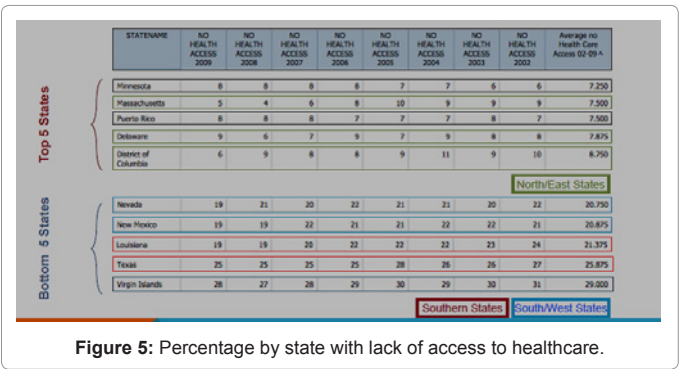 STATENAME NO HEALTH ACCESS 2009 NO HEALTH ACCESS 2008 NO HEALTH ACCESS 2007 NO HEALTH ACCESS 2006 NO HEALTH ACCESS 2005 NO HEALTH ACCESS 2004 NO HEALTH ACCESS 2003 NO HEALTH ACCESS 2002 Average no Health Care Access 02-09 ^
Top 5 States
Minnesota 8 8 8 8 7 7 6 6 7.250
Massachusetts 5 4 6 8 10 9 9 9 7.500
Puerto Rico 8 8 8 7 7 7 8 7 7.500
Delaware 9 6 7 9 7 9 8 8 7.875
District of Columbia 6 9 8 8 9 11 9 10 8.750
North/East States
Bottom 5 States
Nevada 19 21 20 22 21 21 20 22 20.750
New Mexico 19 19 22 21 21 22 22 21 20.875
Louisiana 19 19 20 22 22 22 23 24 21.375
Texas 25 25 25 25 28 26 26 27 25.875
Virgin Islands 28 27 28 29 30 29 30 31 29.000
Southern States South/West States
Figure 5: Percentage by state with lack of access to healthcare.